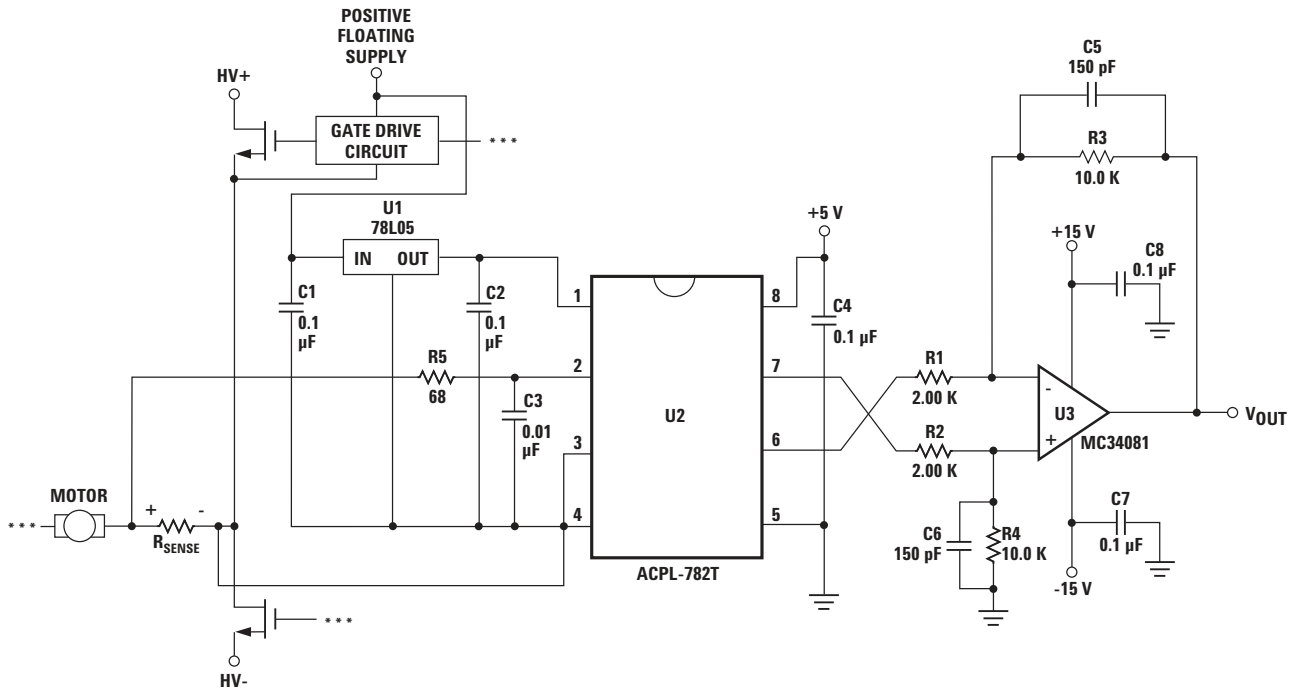 POSITIVE
FLOATING
SUPPLY
HV+
GATE DRIVE
CIRCUIT
***
U1
78L05
IN OUT
C1
0.1
µF
C2
0.1
µF
R5
68
C3
0.01
µF
MOTOR
***
+ -
RSENSE
***
HV-
1
2
3
4
8
7
6
5
U2
ACPL-782T
+5 V
C4
0.1 µF
R1
2.00 K
R2
2.00 K
C5
150 pF
R3
10.0 K
+15 V
C8
0.1 µF
-
+
U3
MC34081
VOUT
C6
150 pF
R4
10.0 K
C7
0.1 µF
-15 V